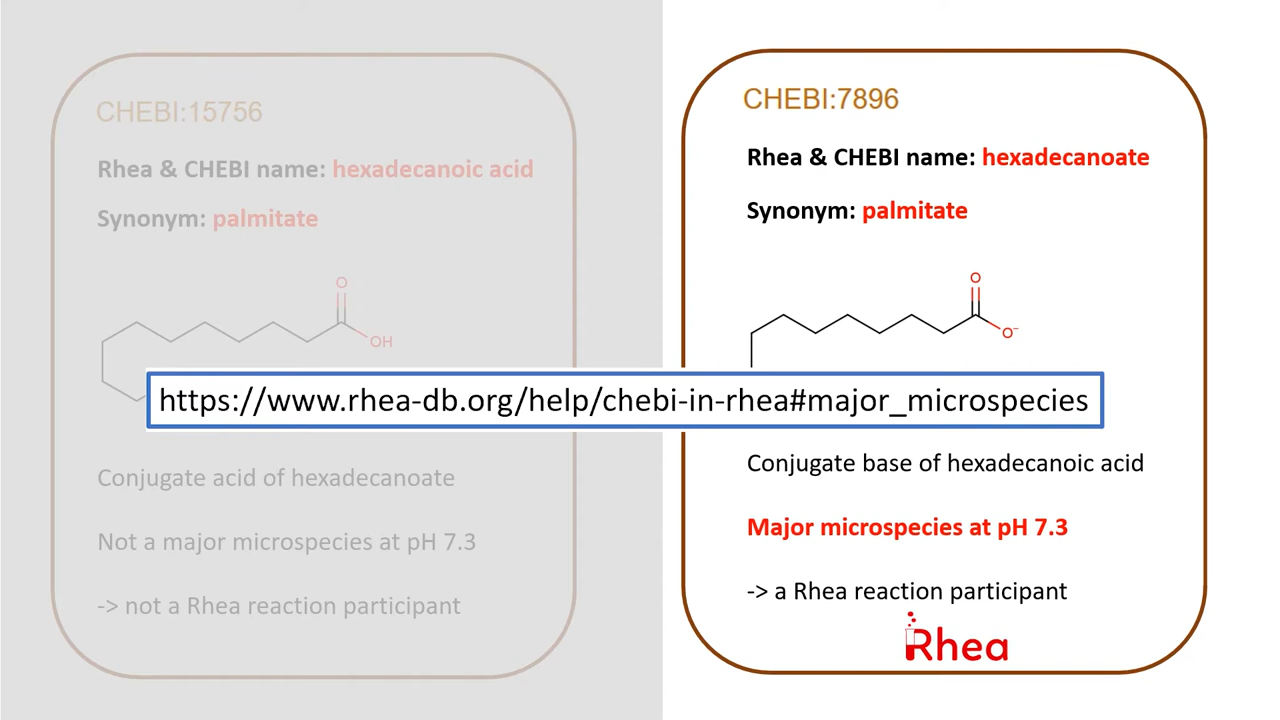 CHEBI:15756
Rhea & CHEBI name: hexadecanoic acid
Synonym: palmitate
O
OH
Conjugate acid of hexadecanoate
Not a major microspecies at pH 7.3
-> not a Rhea reaction participant
CHEBI:7896
Rhea & CHEBI name: hexadecanoate
Synonym: palmitate
O
O⁻
https://www.rhea-db.org/help/chebi-in-rhea#major_microspecies
Conjugate base of hexadecanoic acid
Major microspecies at pH 7.3
-> a Rhea reaction participant
Rhea